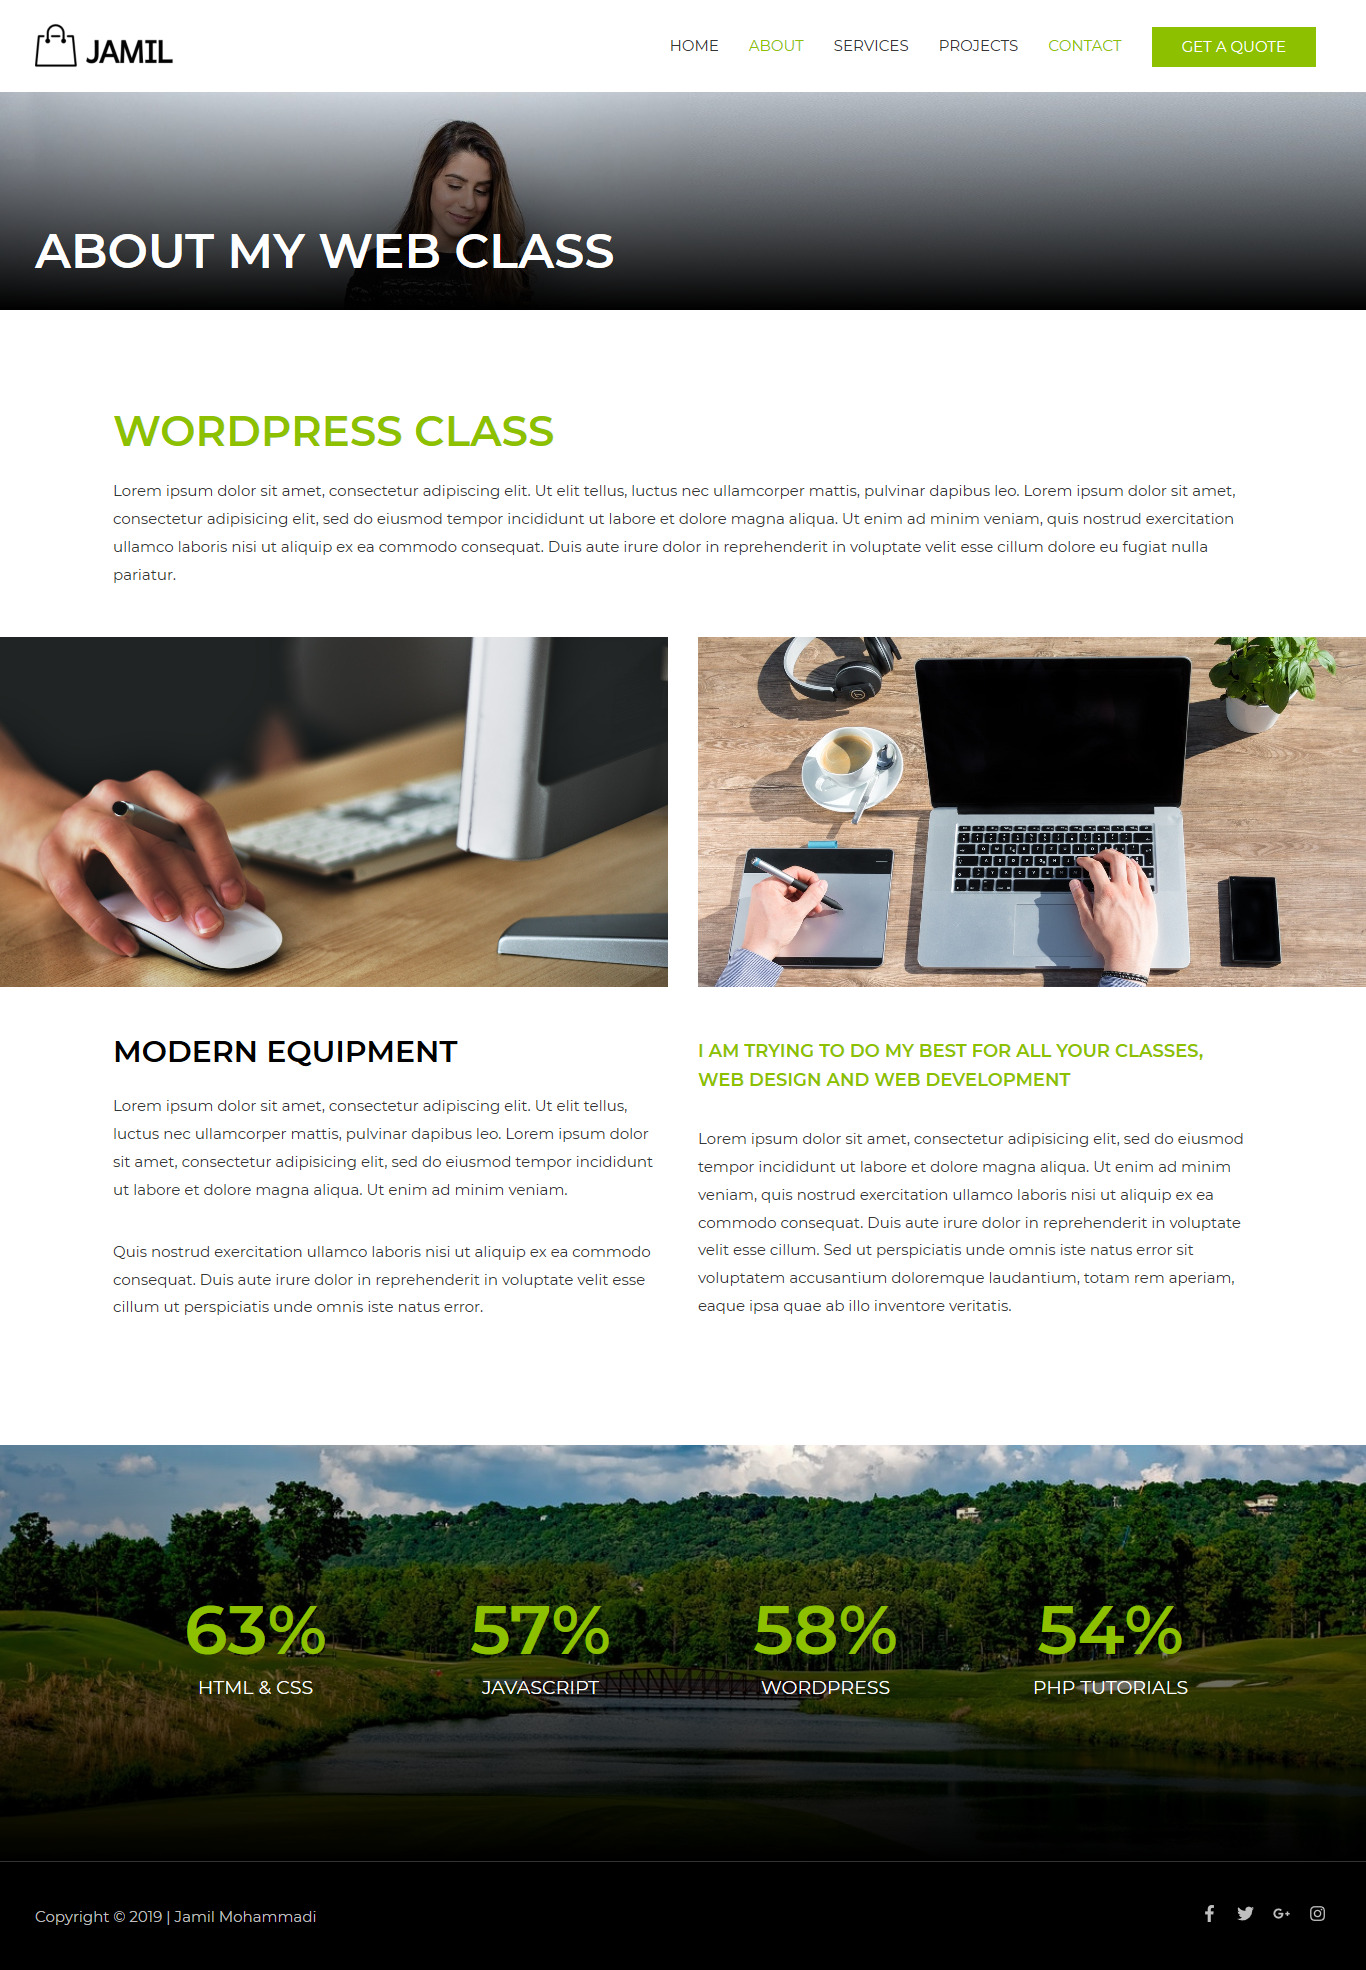 JAMIL
HOME ABOUT SERVICES PROJECTS CONTACT GET A QUOTE
ABOUT MY WEB CLASS
WORDPRESS CLASS
Lorem ipsum dolor sit amet, consectetur adipiscing elit. Ut elit tellus, luctus nec ullamcorper mattis, pulvinar dapibus leo. Lorem ipsum dolor sit amet,
consectetur adipisicing elit, sed do eiusmod tempor incididunt ut labore et dolore magna aliqua. Ut enim ad minim veniam, quis nostrud exercitation
ullamco laboris nisi ut aliquip ex ea commodo consequat. Duis aute irure dolor in reprehenderit in voluptate velit esse cillum dolore eu fugiat nulla
pariatur.
MODERN EQUIPMENT
Lorem ipsum dolor sit amet, consectetur adipiscing elit. Ut elit tellus,
luctus nec ullamcorper mattis, pulvinar dapibus leo. Lorem ipsum dolor
sit amet, consectetur adipisicing elit, sed do eiusmod tempor incididunt
ut labore et dolore magna aliqua. Ut enim ad minim veniam.
Quis nostrud exercitation ullamco laboris nisi ut aliquip ex ea commodo
consequat. Duis aute irure dolor in reprehenderit in voluptate velit esse
cillum ut perspiciatis unde omnis iste natus error.
I AM TRYING TO DO MY BEST FOR ALL YOUR CLASSES,
WEB DESIGN AND WEB DEVELOPMENT
Lorem ipsum dolor sit amet, consectetur adipisicing elit, sed do eiusmod
tempor incididunt ut labore et dolore magna aliqua. Ut enim ad minim
veniam, quis nostrud exercitation ullamco laboris nisi ut aliquip ex ea
commodo consequat. Duis aute irure dolor in reprehenderit in voluptate
velit esse cillum. Sed ut perspiciatis unde omnis iste natus error sit
voluptatem accusantium doloremque laudantium, totam rem aperiam,
eaque ipsa quae ab illo inventore veritatis.
63% 57% 58% 54%
HTML & CSS JAVASCRIPT WORDPRESS PHP TUTORIALS
Copyright © 2019 | Jamil Mohammadi